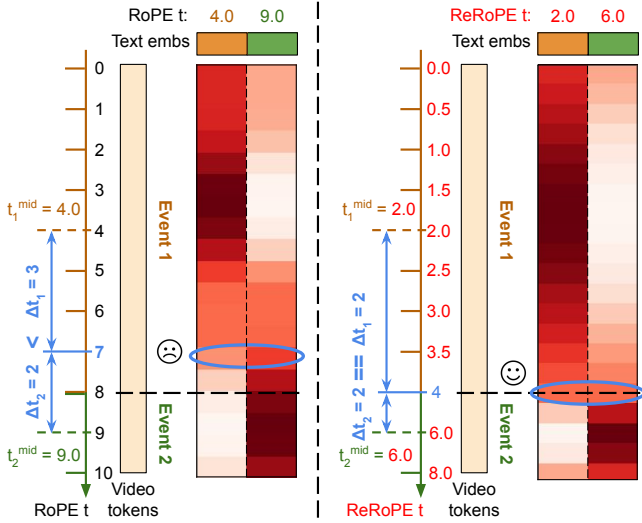 RoPE t: 4.0 9.0
Text embs
0
1
2
3
t₁ᵐⁱᵈ = 4.0
4
5
6
7
8
9
t₂ᵐⁱᵈ = 9.0
10
Δt₂ = 2 < Δt₁ = 3
Event 1
Event 2
RoPE t
Video
tokens
ReRoPE t: 2.0 6.0
Text embs
0.0
0.5
1.0
1.5
t₁ᵐⁱᵈ = 2.0
2.0
2.5
3.0
3.5
4
6.0
t₂ᵐⁱᵈ = 6.0
8.0
Δt₂ = 2 == Δt₁ = 2
Event 1
Event 2
ReRoPE t
Video
tokens